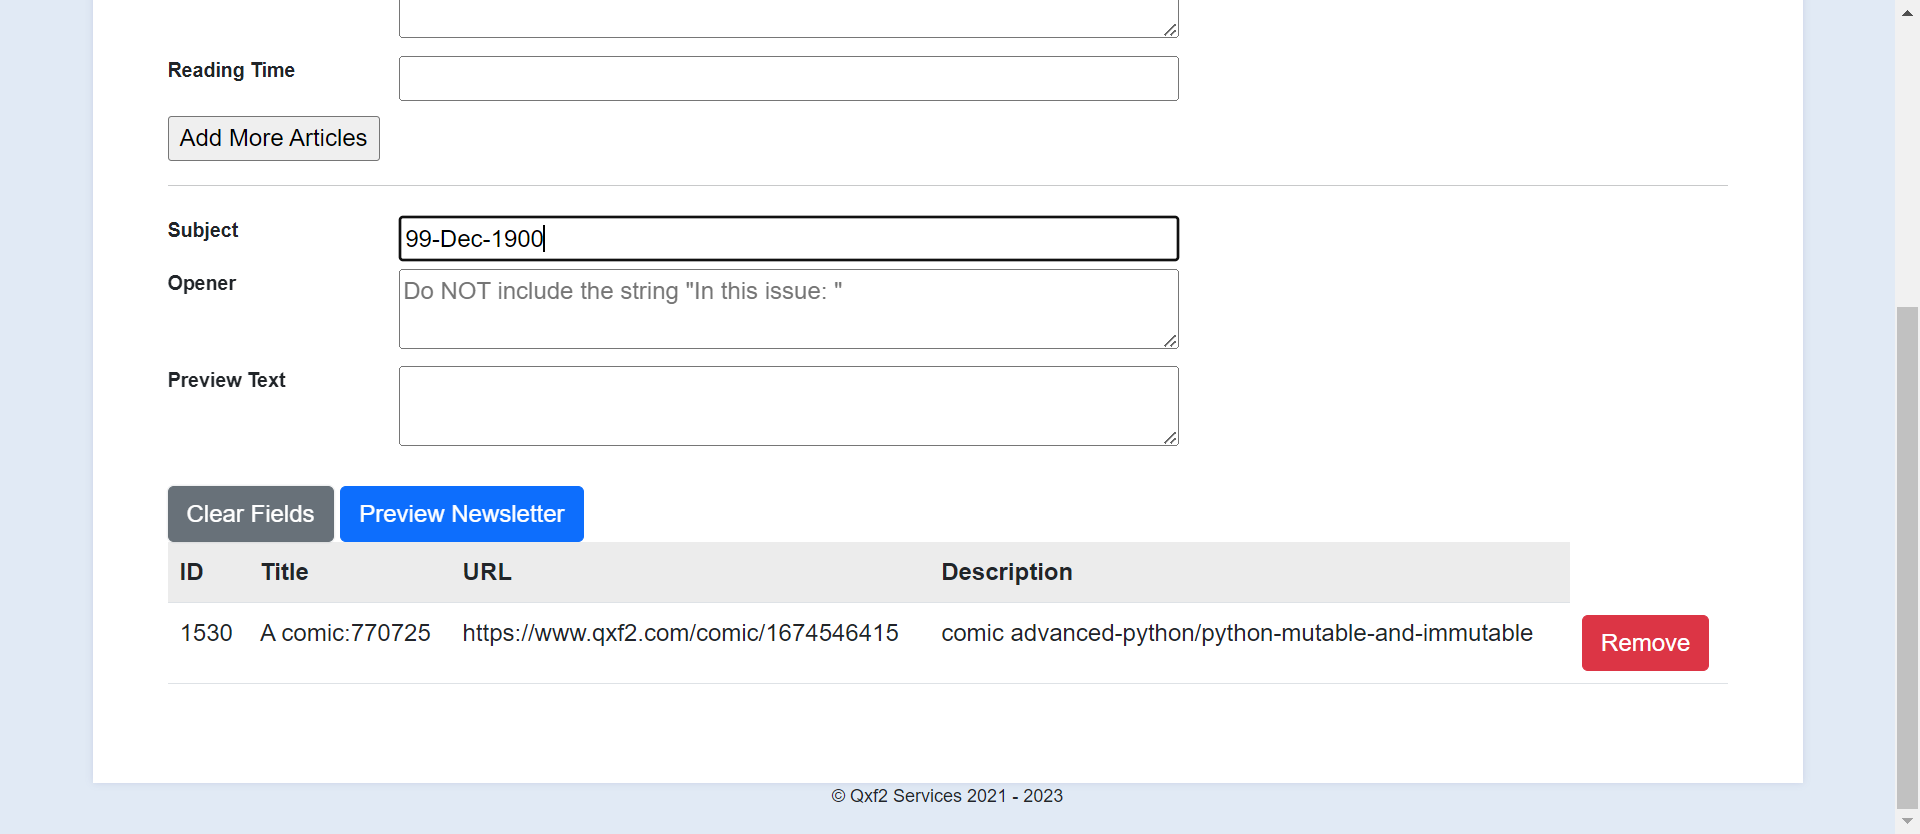 Reading Time
Add More Articles
Subject
99-Dec-1900
Opener
Do NOT include the string "In this issue: "
Preview Text
Clear Fields Preview Newsletter
ID Title URL Description
1530 A comic:770725 https://www.qxf2.com/comic/1674546415 comic advanced-python/python-mutable-and-immutable Remove
© Qxf2 Services 2021 - 2023